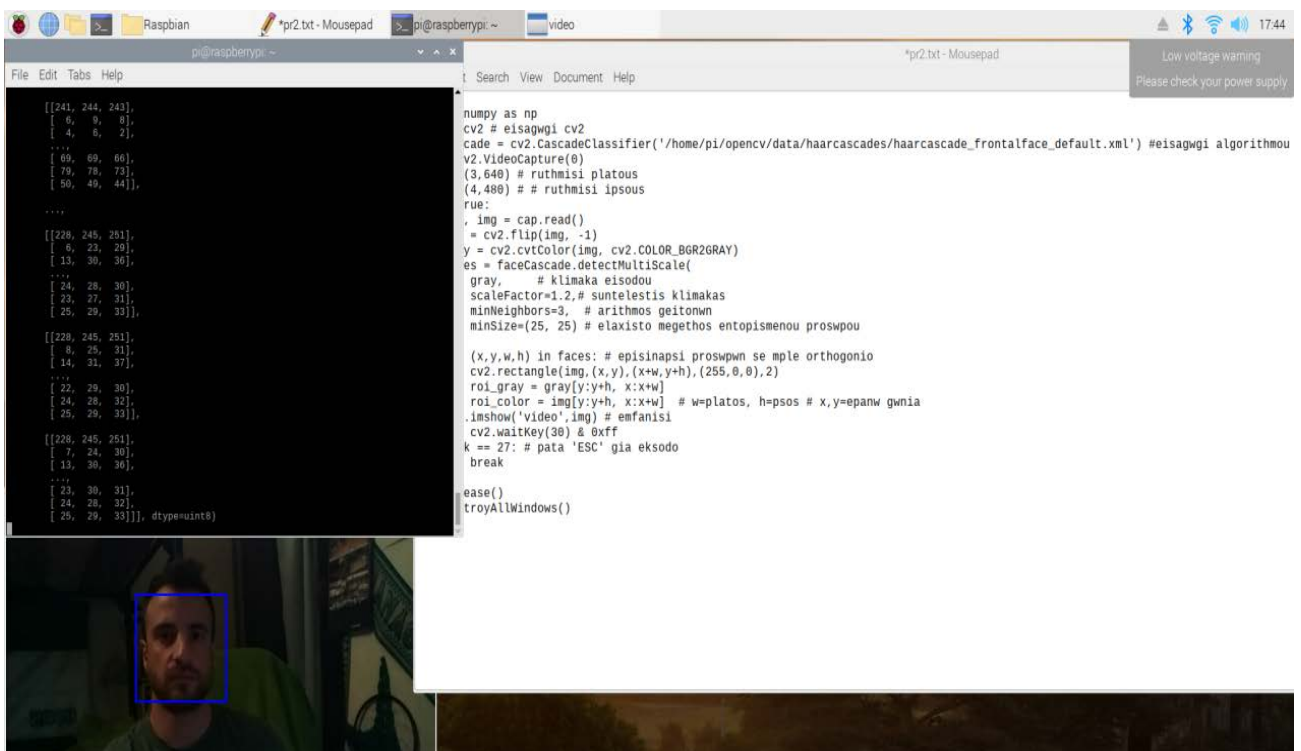 Raspbian
*pr2.txt - Mousepad
pi@raspberrypi: ~
video
17:44
pi@raspberrypi: ~
File Edit Tabs Help
[[241, 244, 243],
[ 6, 9, 8],
[ 4, 6, 2],
...,
[ 69, 69, 66],
[ 79, 78, 73],
[ 50, 49, 44]],
...,
[[228, 245, 251],
[ 6, 23, 29],
[ 13, 30, 36],
...,
[ 24, 28, 30],
[ 23, 27, 31],
[ 25, 29, 33]],
[[228, 245, 251],
[ 8, 25, 31],
[ 14, 31, 37],
...,
[ 22, 29, 30],
[ 24, 28, 32],
[ 25, 29, 33]],
[[228, 245, 251],
[ 7, 24, 30],
[ 13, 30, 36],
...,
[ 23, 30, 31],
[ 24, 28, 32],
[ 25, 29, 33]]], dtype=uint8)
*pr2.txt - Mousepad
Low voltage warning
Please check your power supply
t Search View Document Help
numpy as np
cv2 # eisagwgi cv2
cade = cv2.CascadeClassifier('/home/pi/opencv/data/haarcascades/haarcascade_frontalface_default.xml') #eisagwgi algorithmou
v2.VideoCapture(0)
(3,640) # ruthmisi platous
(4,480) # # ruthmisi ipsous
rue:
, img = cap.read()
= cv2.flip(img, -1)
y = cv2.cvtColor(img, cv2.COLOR_BGR2GRAY)
es = faceCascade.detectMultiScale(
gray, # klimaka eisodou
scaleFactor=1.2,# suntelestis klimakas
minNeighbors=3, # arithmos geitonwn
minSize=(25, 25) # elaxisto megethos entopismenou proswpou
(x,y,w,h) in faces: # episinapsi proswpwn se mple orthogonio
cv2.rectangle(img,(x,y),(x+w,y+h),(255,0,0),2)
roi_gray = gray[y:y+h, x:x+w]
roi_color = img[y:y+h, x:x+w] # w=platos, h=psos # x,y=epanw gwnia
.imshow('video',img) # emfanisi
cv2.waitKey(30) & 0xff
k == 27: # pata 'ESC' gia eksodo
break
ease()
troyAllWindows()